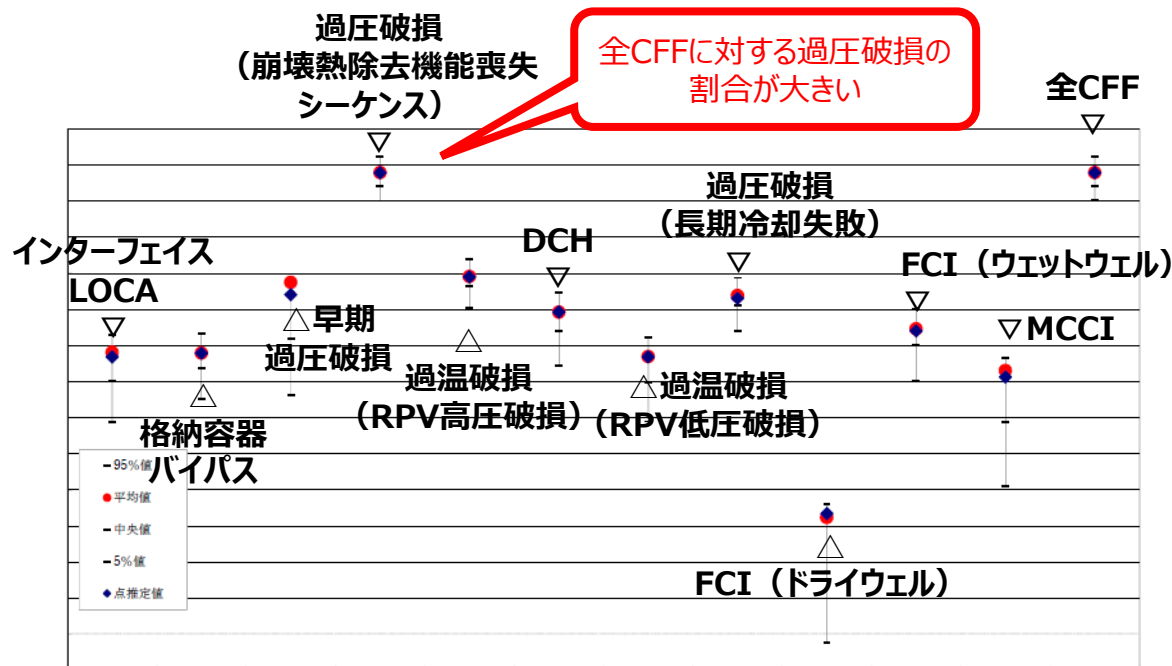 過圧破損
（崩壊熱除去機能喪失
シーケンス）
全CFFに対する過圧破損の
割合が大きい
全CFF
過圧破損
（長期冷却失敗）
インターフェイス
LOCA
DCH
FCI（ウェットウェル）
早期
過圧破損
MCCI
過温破損
（RPV高圧破損）
過温破損
（RPV低圧破損）
格納容器
バイパス
95%値
平均値
中央値
5%値
点推定値
FCI（ドライウェル）